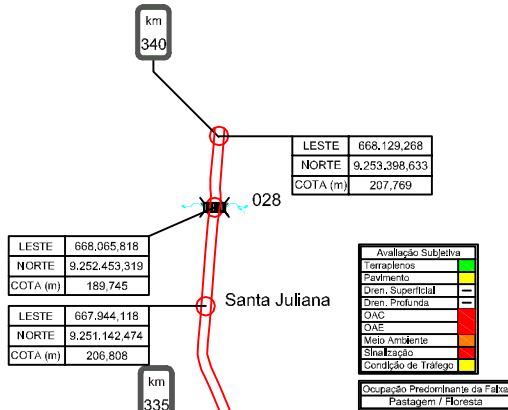 km
340
LESTE 668.129,268
NORTE 9.253.398,633
COTA (m) 207,769
028
LESTE 668,065,818
NORTE 9.252.453,319
COTA (m) 189,745
Santa Juliana
LESTE 667.944,118
NORTE 9.251.142,474
COTA (m) 206,808
km
335
Avaliação Subjetiva
Terraplenos
Pavimento
Dren. Superficial
Dren. Profunda
OAC
OAE
Meio Ambiente
Sinalização
Condição de Tráfego
Ocupação Predominante da Faixa
Pastagem / Floresta